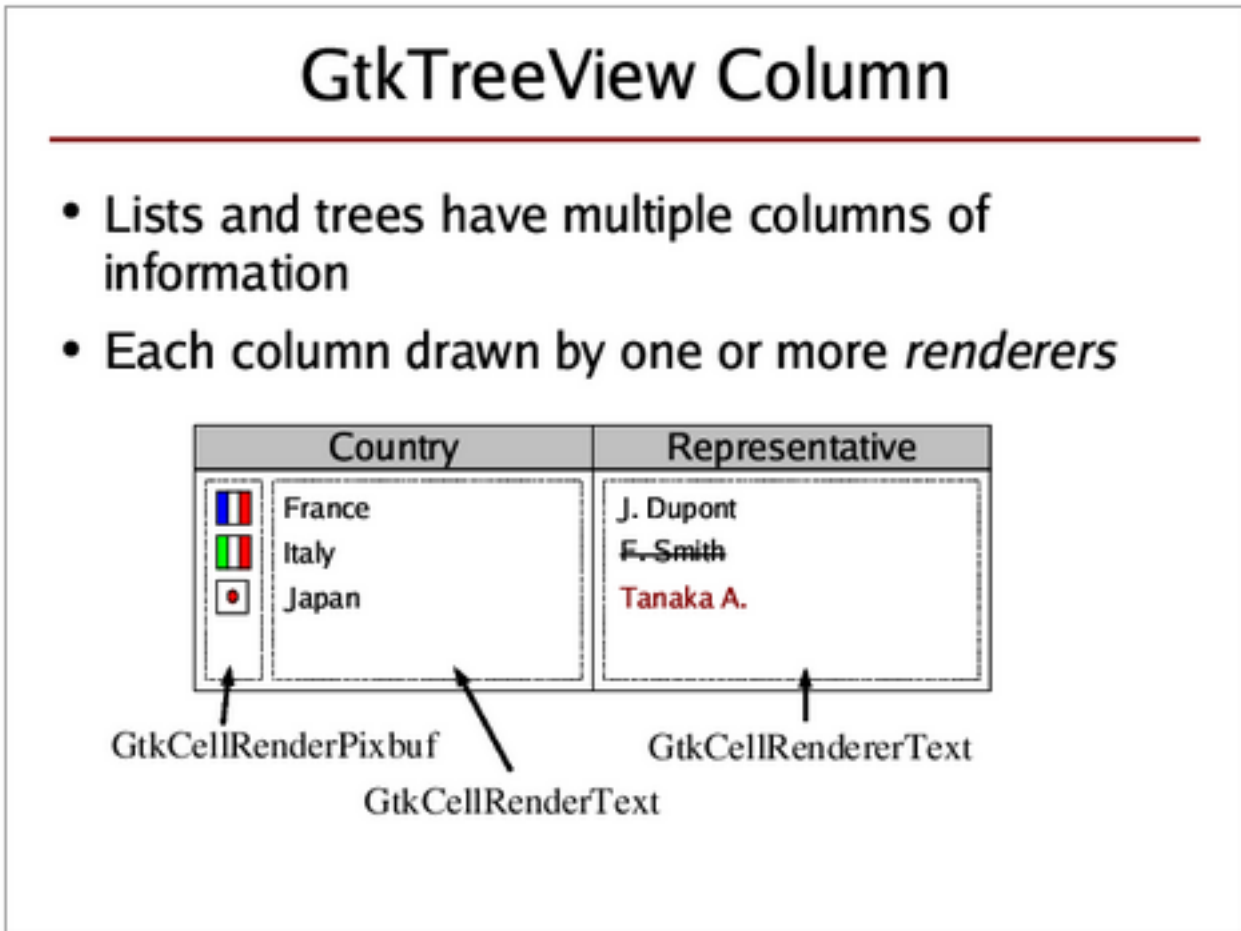 GtkTreeView Column
• Lists and trees have multiple columns of
information
• Each column drawn by one or more renderers
Country Representative
France J. Dupont
Italy F. Smith
Japan Tanaka A.
GtkCellRenderPixbuf GtkCellRendererText
GtkCellRenderText